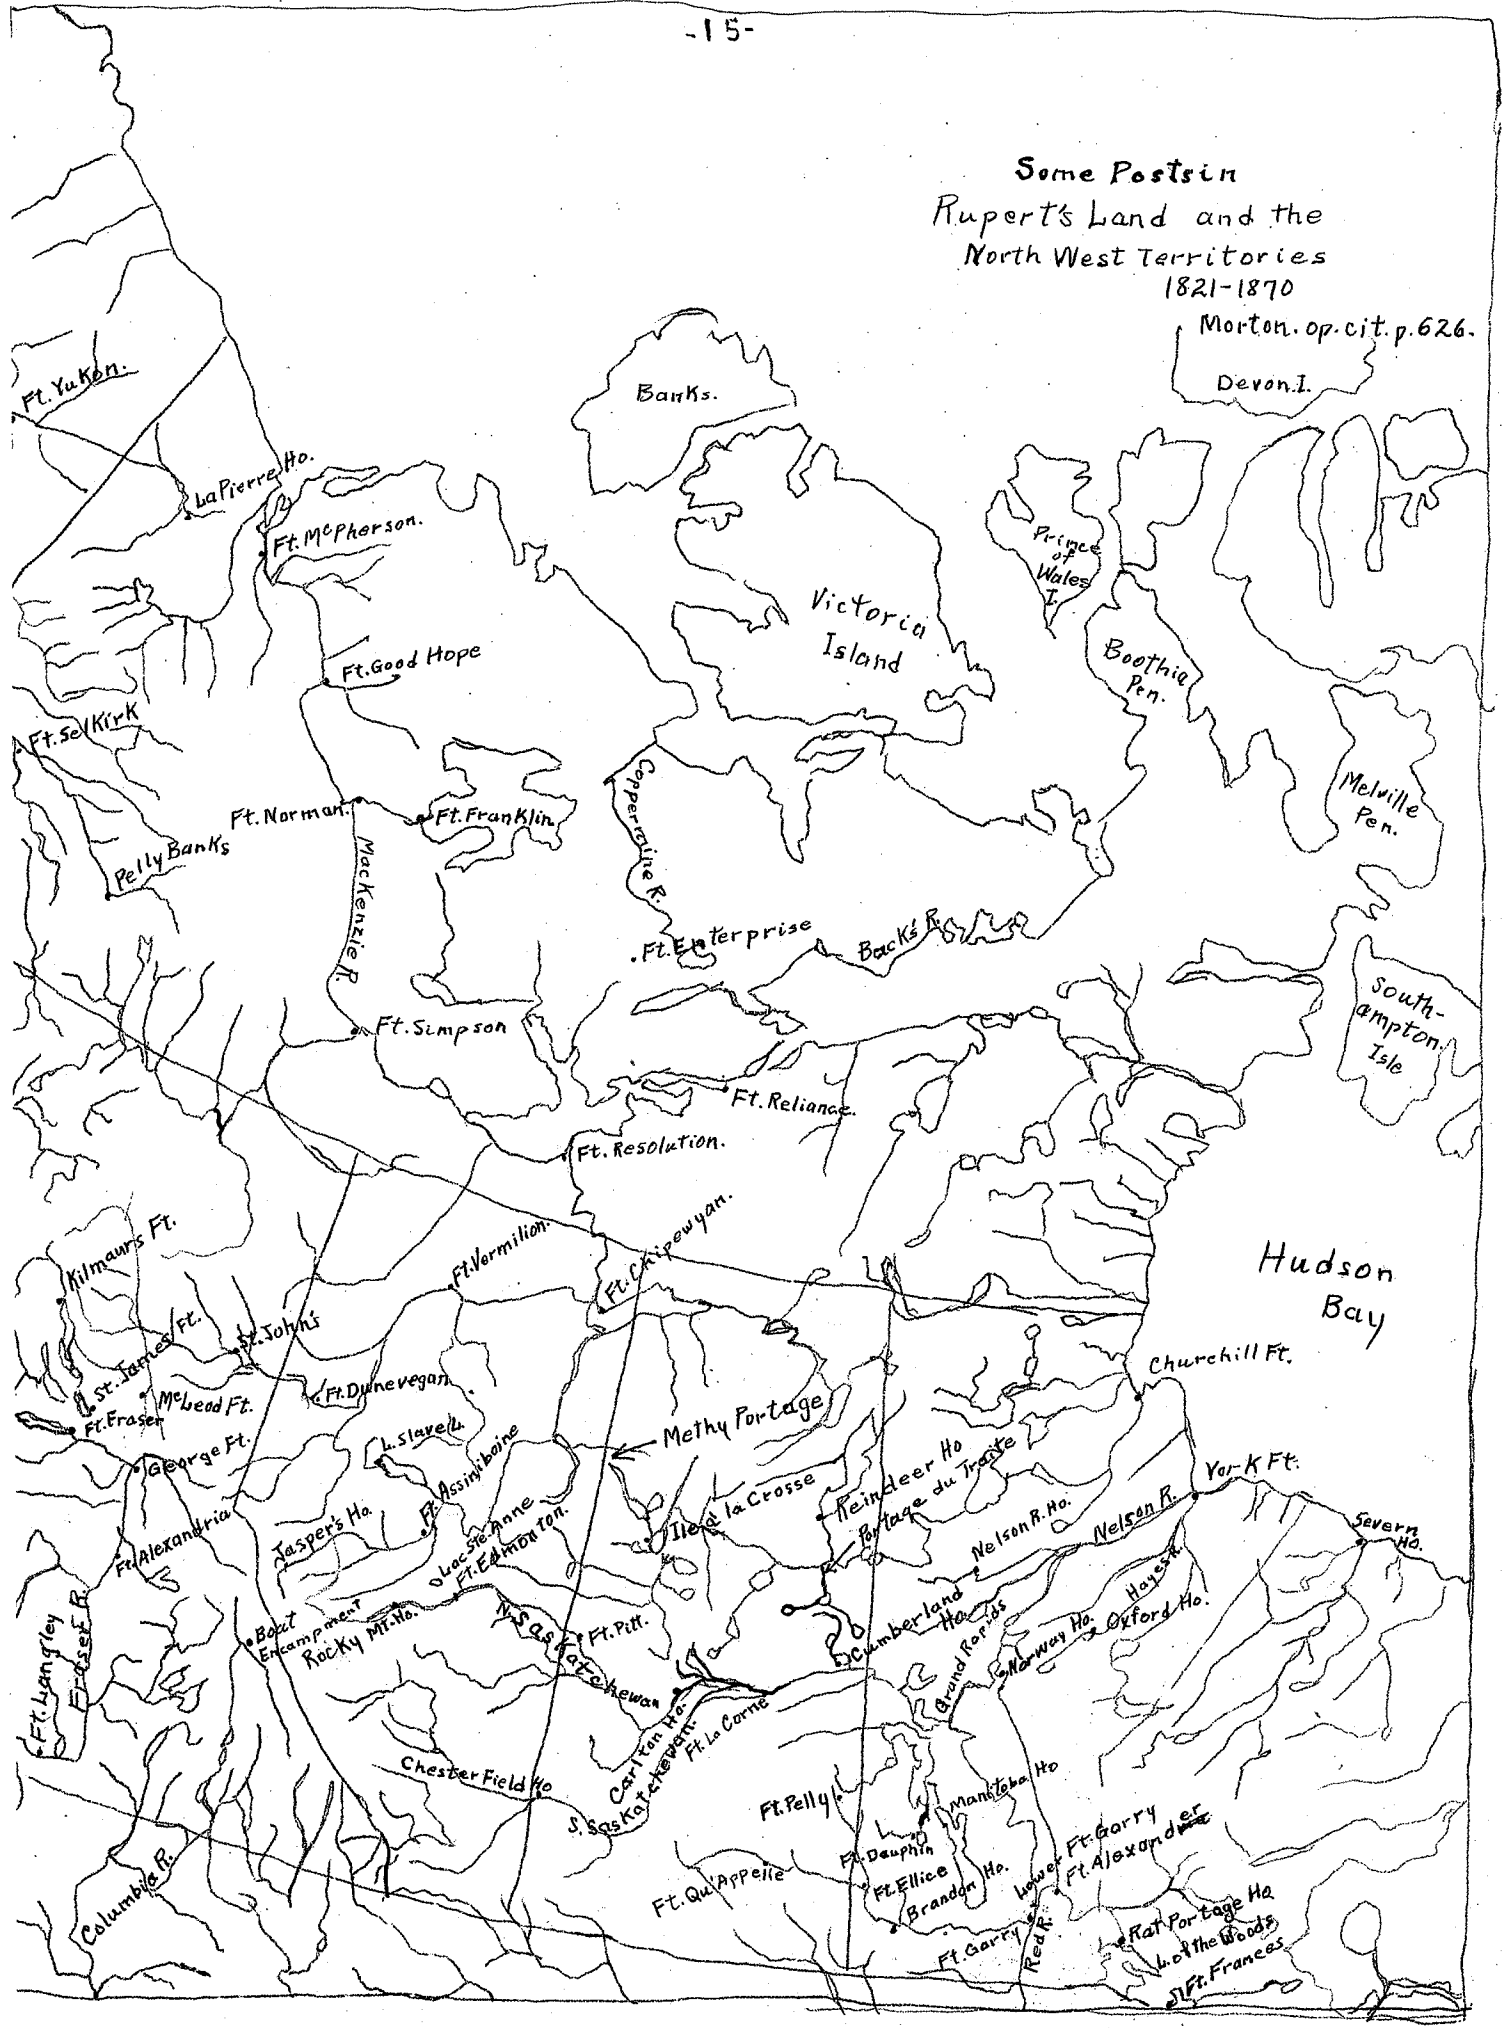 -15-
Some Postsin
Rupert's Land and the
North West Territories
1821-1870
Morton. op. cit. p. 626.
Devon. I.
Banks.
Ft. Yukon.
LaPierre Ho.
Ft. McPherson.
Prince
of
Wales
I.
Victoria
Island
Boothia
Pen.
Ft. Good Hope
Ft. Selkirk
Coppermine R.
Melville
Pen.
Ft. Norman.
Ft. Franklin
Pelly Banks
MacKenzie R.
Ft. Enterprise
Back's R.
South-
ampton.
Isle
Ft. Simpson
Ft. Reliance.
Ft. Resolution.
Kilmaurs Ft.
Ft. Vermilion.
Ft. Chipewyan.
Hudson
Bay
St. James Ft.
St. John's
Churchill Ft.
McLeod Ft.
Ft. Dunevegan
Ft. Fraser
Methy Portage
George Ft.
L. Slave L.
Ft. Assiniboine
Reindeer Ho
Portage du Traite
York Ft.
Ile à la Crosse
Ft. Alexandria
Jasper's Ho.
Lac Ste. Anne
Ft. Edmonton.
Nelson R. Ho.
Nelson R.
Severn
Ho.
Hayes R.
Boat
Encampment
Rocky Mt. Ho.
N. Saskatchewan
Ft. Pitt.
Cumberland
Ho.
Grand Rapids
Norway Ho.
Oxford Ho.
Ft. Langley
Fraser R.
Carlton Ho.
S. Saskatchewan.
Ft. La Corne
Chester Field Ho
Ft. Pelly
Manitoba Ho
Ft. Dauphin
Lower Ft. Garry
Ft. Alexander
Ft. Qu'Appelle
Ft. Ellice
Brandon Ho.
Columbia R.
Ft. Garry
Red R.
Rat Portage Ho
L. of the Woods
Ft. Frances